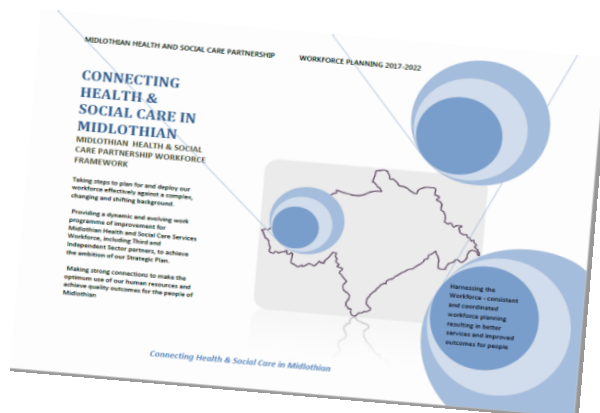 MIDLOTHIAN HEALTH AND SOCIAL CARE PARTNERSHIP WORKFORCE PLANNING 2017-2022
CONNECTING
HEALTH &
SOCIAL CARE IN
MIDLOTHIAN
MIDLOTHIAN HEALTH & SOCIAL
CARE PARTNERSHIP WORKFORCE
FRAMEWORK
Taking steps to plan for and deploy our
workforce effectively against a complex,
changing and shifting background.
Providing a dynamic and evolving work
programme of improvement for
Midlothian Health and Social Care Services
Workforce, including Third and
Independent Sector partners, to achieve
the ambition of our Strategic Plan.
Making strong connections to make the
optimum use of our human resources and
achieve quality outcomes for the people of
Midlothian
Harnessing the
Workforce - consistent
and coordinated
workforce planning
resulting in better
services and improved
outcomes for people
Connecting Health & Social Care in Midlothian